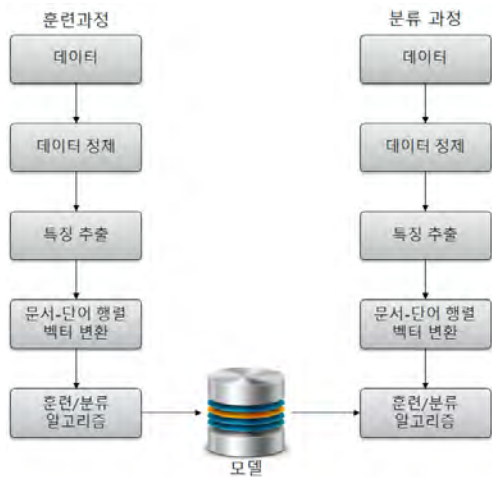 훈련과정
데이터
데이터 정제
특징 추출
문서-단어 행렬
벡터 변환
훈련/분류
알고리즘
모델
분류 과정
데이터
데이터 정제
특징 추출
문서-단어 행렬
벡터 변환
훈련/분류
알고리즘